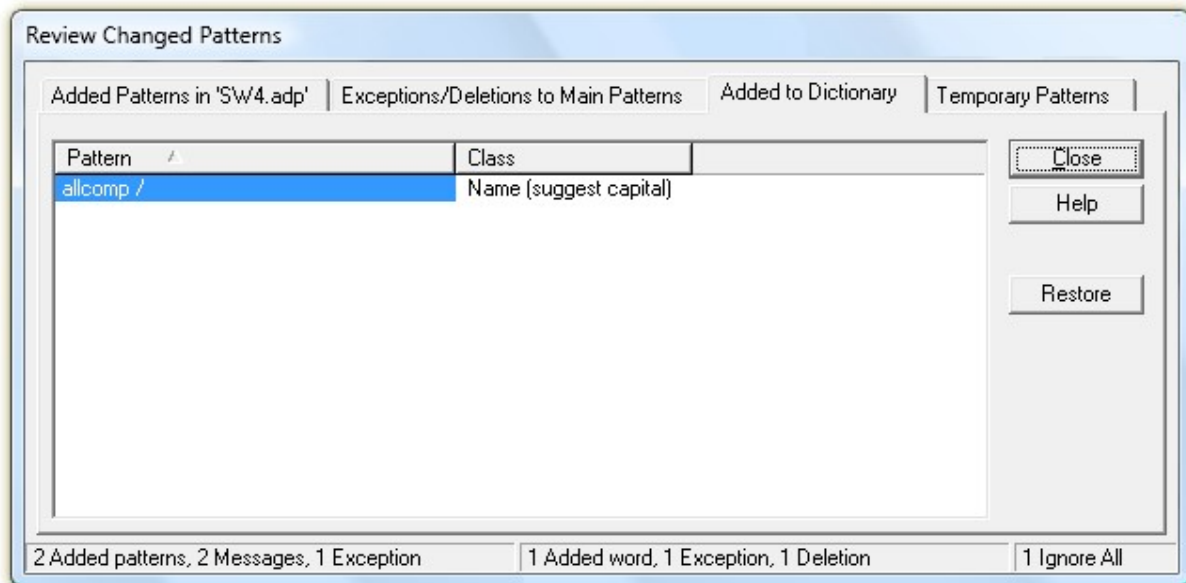 Review Changed Patterns
Added Patterns in 'SW4.adp' Exceptions/Deletions to Main Patterns Added to Dictionary Temporary Patterns
Pattern Class
allcomp / Name (suggest capital)
Close
Help
Restore
2 Added patterns, 2 Messages, 1 Exception 1 Added word, 1 Exception, 1 Deletion 1 Ignore All